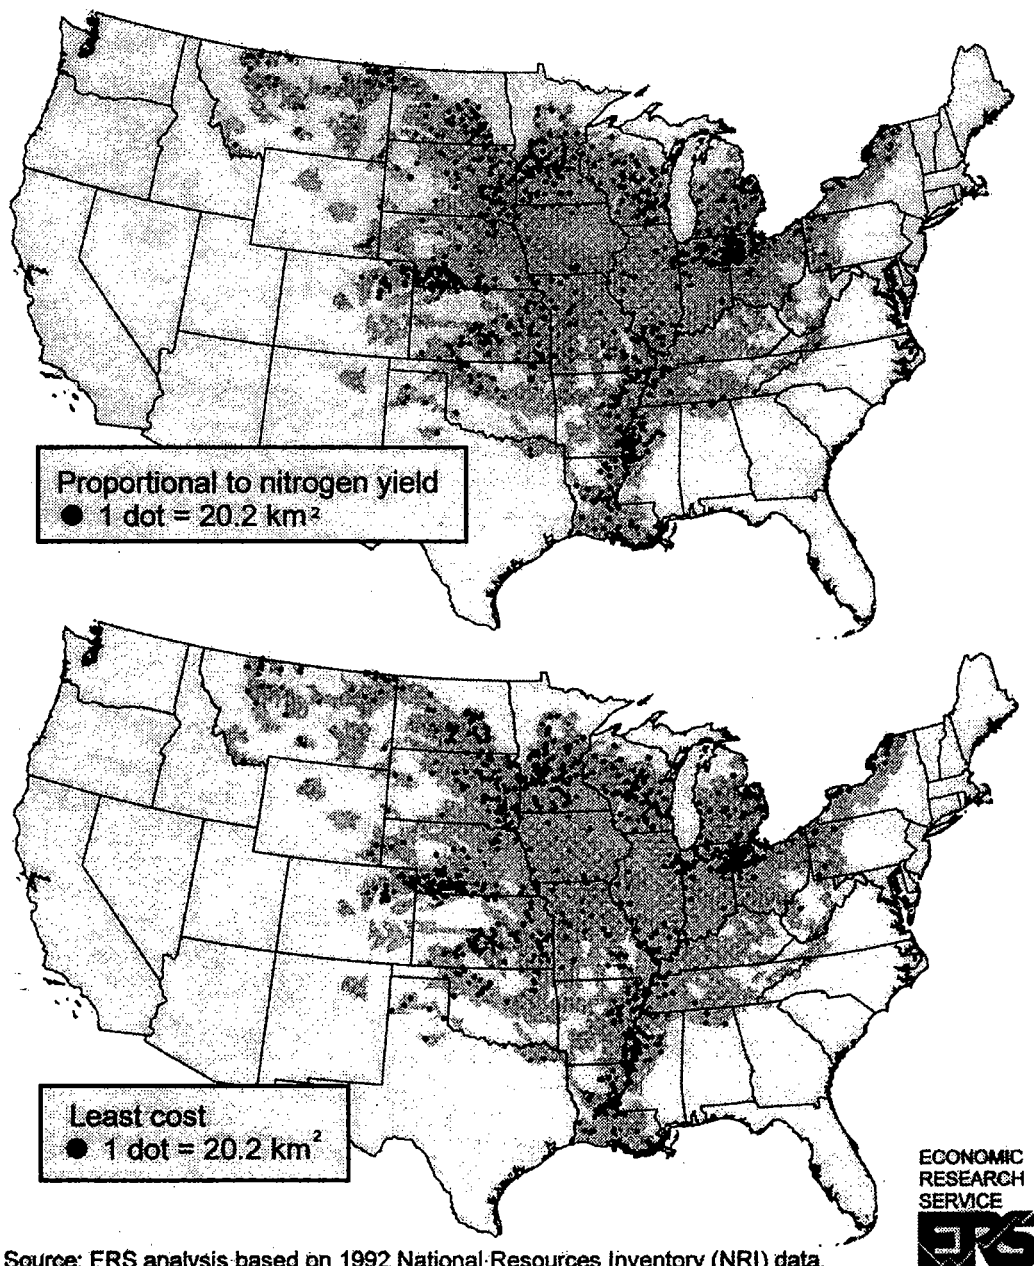 Proportional to nitrogen yield
● 1 dot = 20.2 km²
Least cost
● 1 dot = 20.2 km²
ECONOMIC
RESEARCH
SERVICE
ERS
Source: ERS analysis based on 1992 National Resources Inventory (NRI) data.